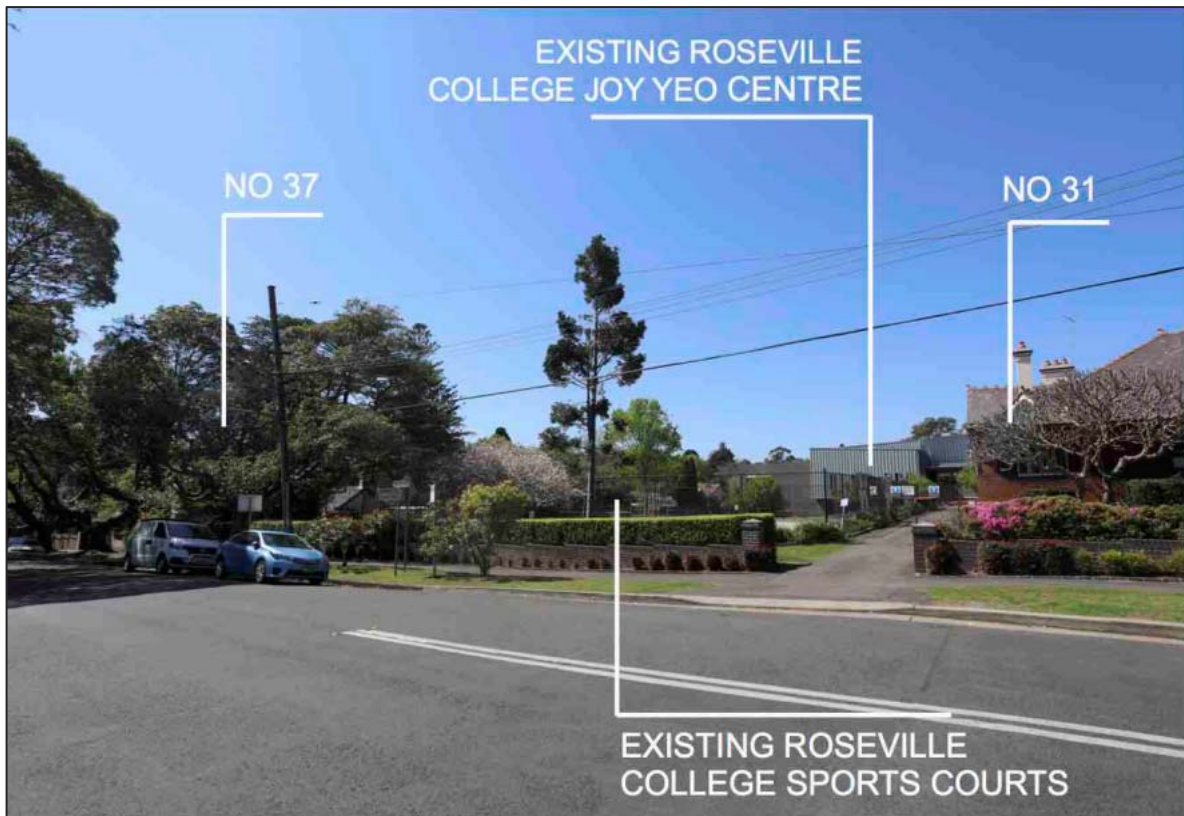 EXISTING ROSEVILLE
COLLEGE JOY YEO CENTRE
NO 37
NO 31
EXISTING ROSEVILLE
COLLEGE SPORTS COURTS